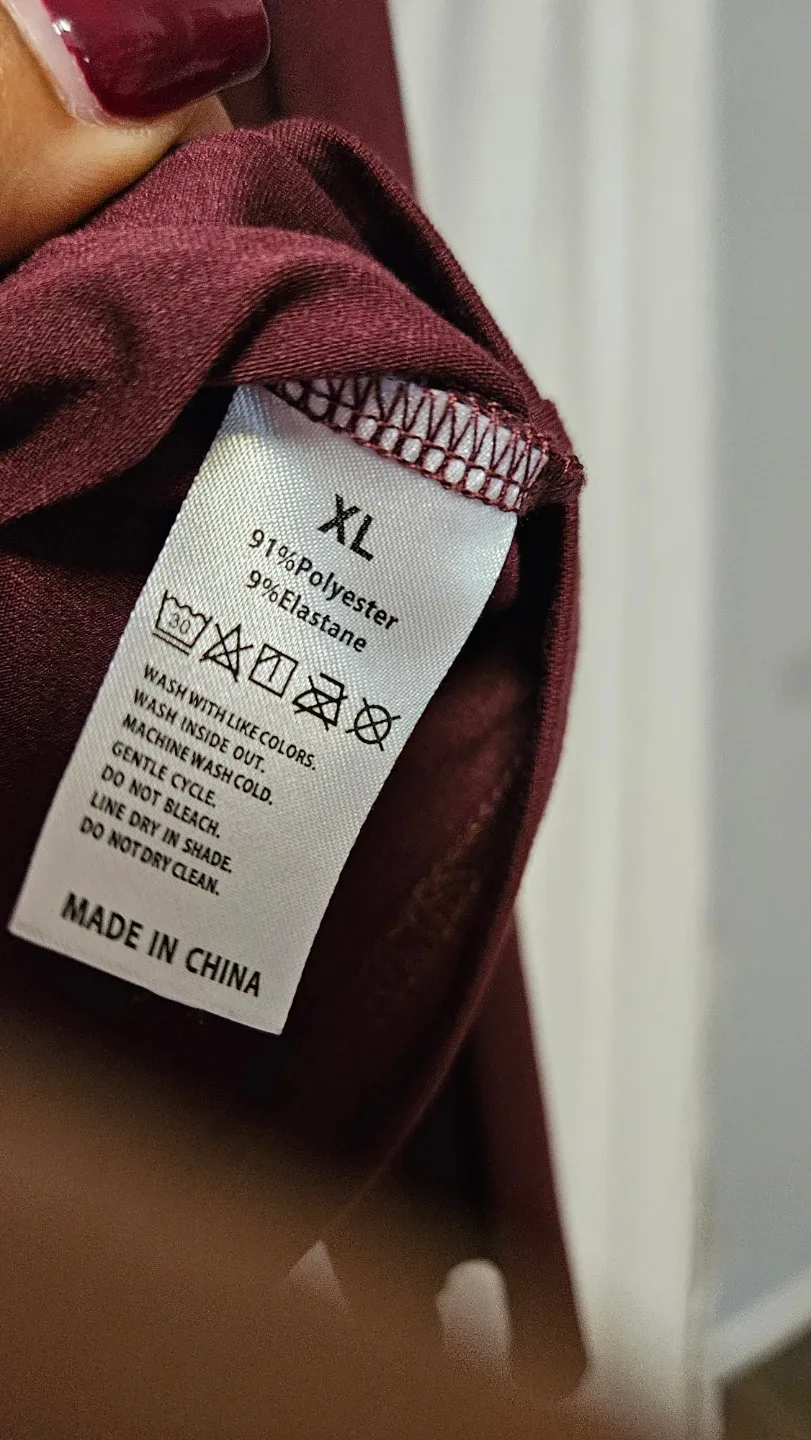 XL
91%Polyester
9%Elastane
30
WASH WITH LIKE COLORS.
WASH INSIDE OUT.
MACHINE WASH COLD.
GENTLE CYCLE.
DO NOT BLEACH.
LINE DRY IN SHADE.
DO NOT DRY CLEAN.
MADE IN CHINA